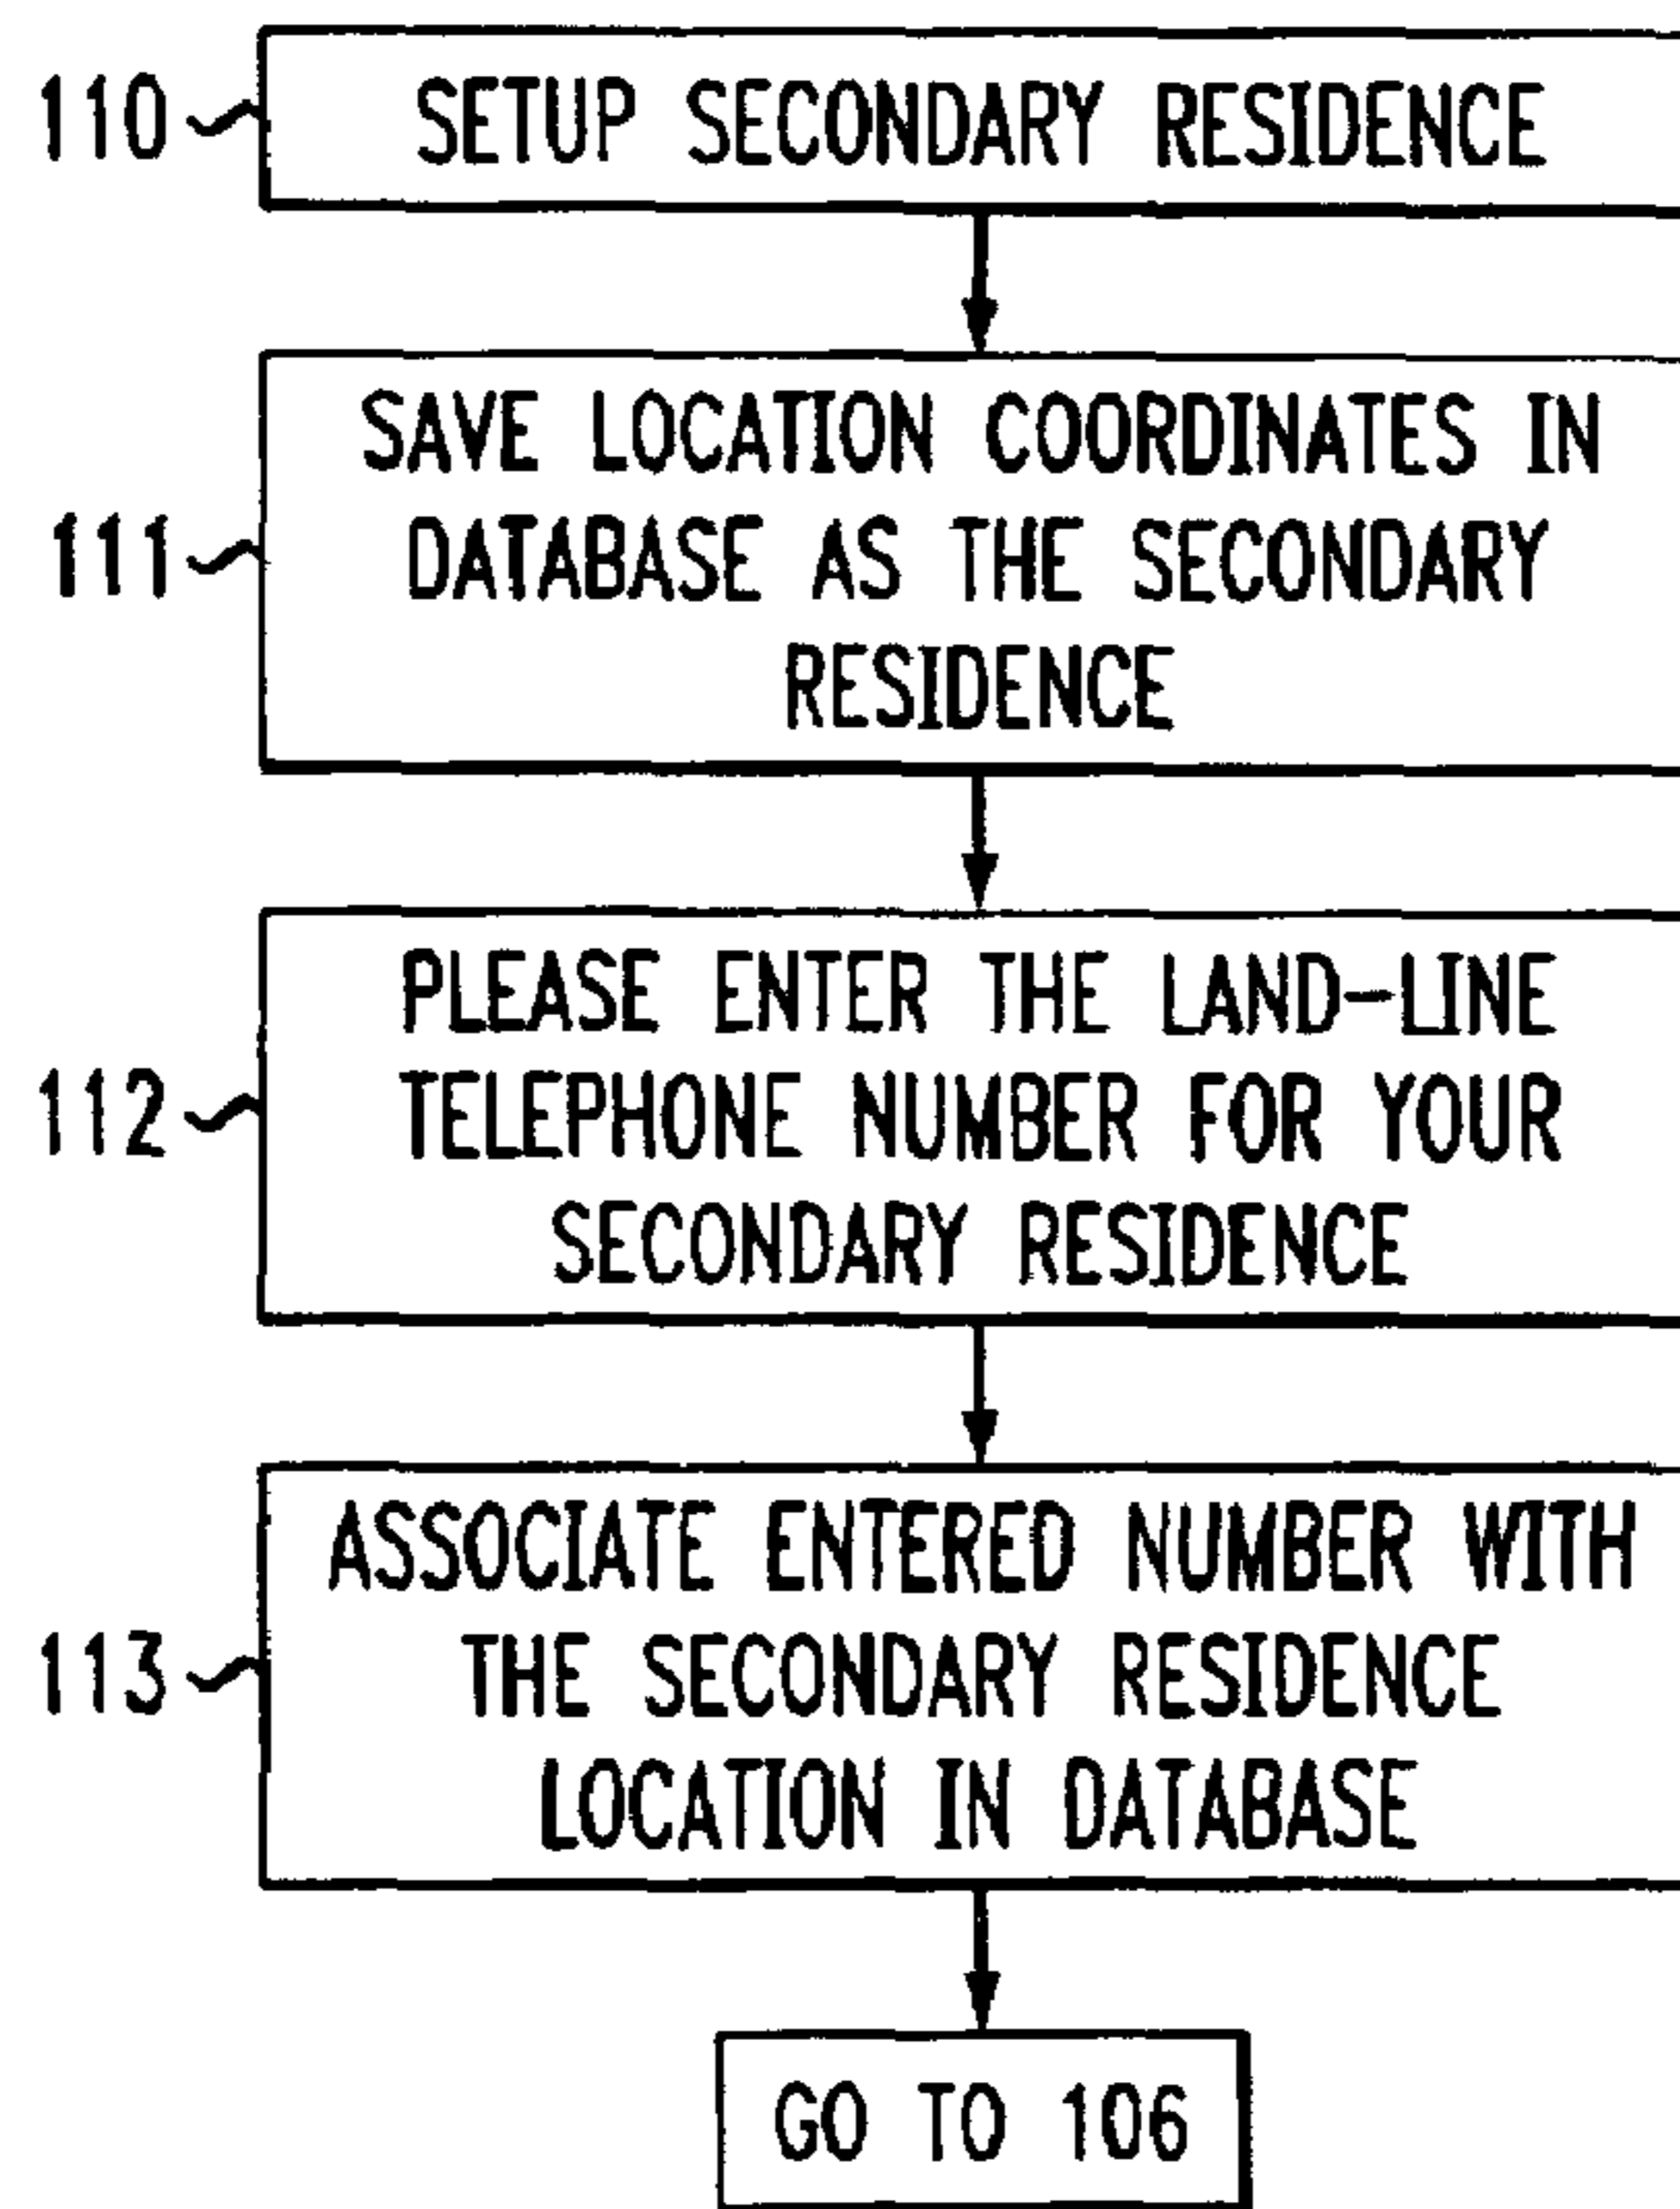 110 SETUP SECONDARY RESIDENCE
SAVE LOCATION COORDINATES IN
111 DATABASE AS THE SECONDARY
RESIDENCE
PLEASE ENTER THE LAND-LINE
112 TELEPHONE NUMBER FOR YOUR
SECONDARY RESIDENCE
ASSOCIATE ENTERED NUMBER WITH
113 THE SECONDARY RESIDENCE
LOCATION IN DATABASE
GO TO 106